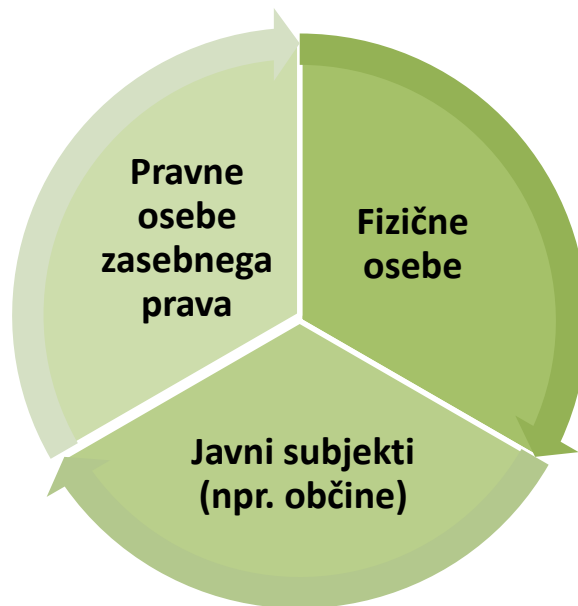 Pravne
osebe
zasebnega
prava
Fizične
osebe
Javni subjekti
(npr. občine)